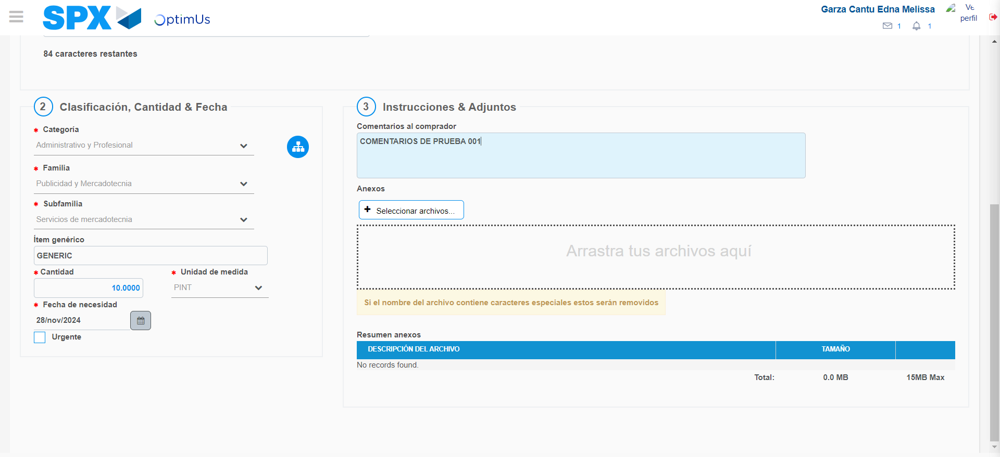 SPX OptimUs
Garza Cantu Edna Melissa
Ve
perfil
1 1
84 caracteres restantes
2 Clasificación, Cantidad & Fecha
* Categoría
Administrativo y Profesional
* Familia
Publicidad y Mercadotecnia
* Subfamilia
Servicios de mercadotecnia
Ítem genérico
GENERIC
* Cantidad
10.0000
* Unidad de medida
PINT
* Fecha de necesidad
28/nov/2024
Urgente
3 Instrucciones & Adjuntos
Comentarios al comprador
COMENTARIOS DE PRUEBA 001
Anexos
+ Seleccionar archivos...
Arrastra tus archivos aquí
Si el nombre del archivo contiene caracteres especiales estos serán removidos
Resumen anexos
DESCRIPCIÓN DEL ARCHIVO TAMAÑO
No records found.
Total: 0.0 MB 15MB Max